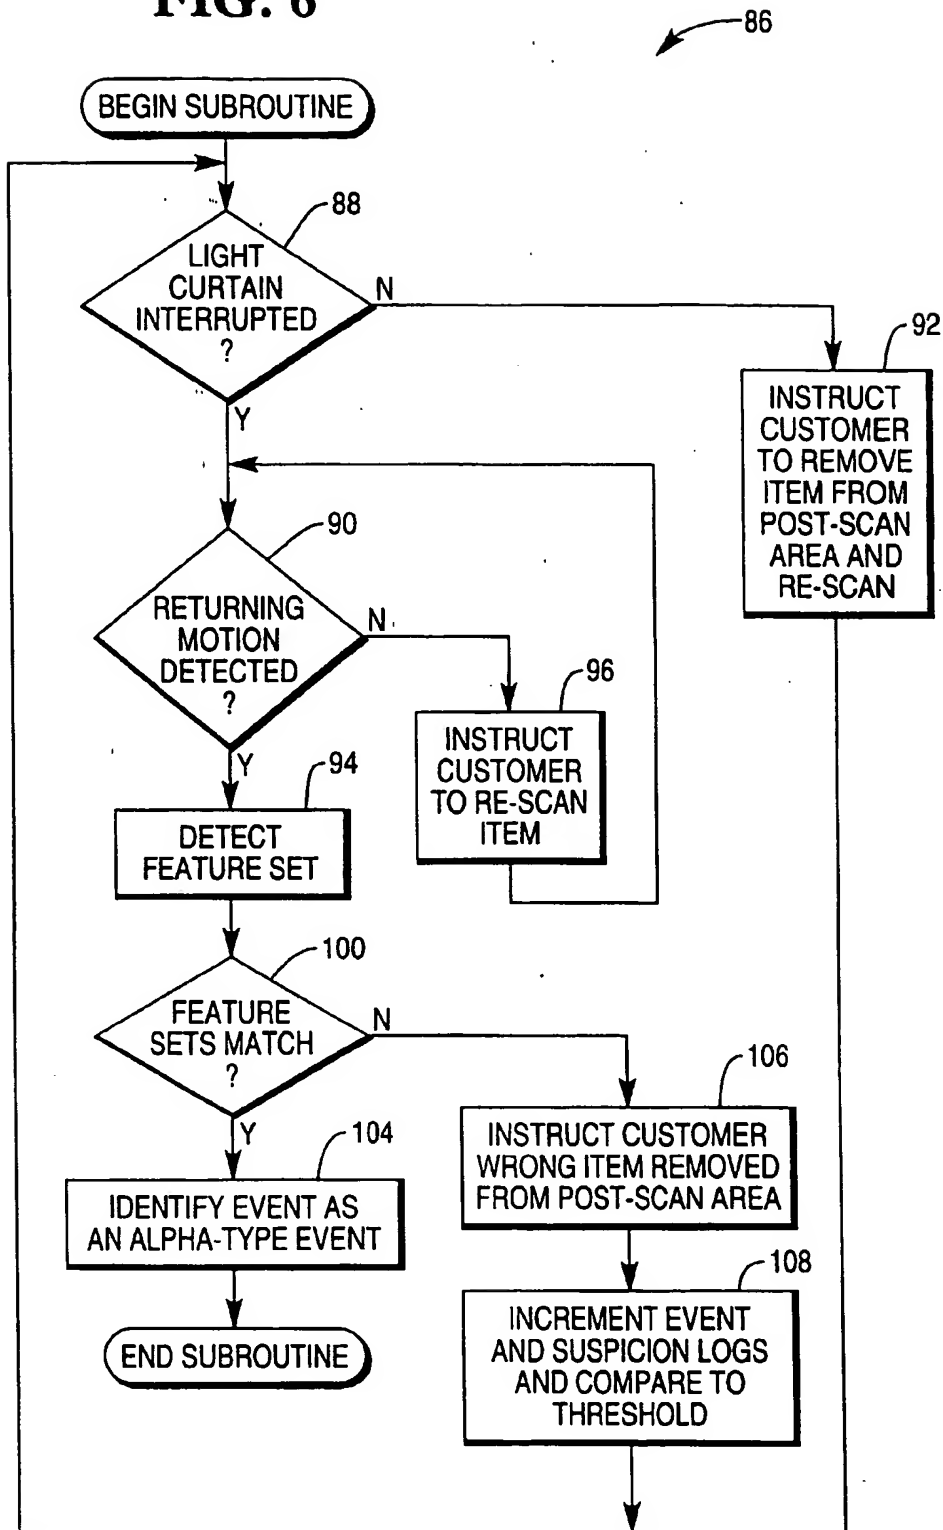 FIG. 6
86
BEGIN SUBROUTINE
88
LIGHT
CURTAIN
INTERRUPTED
?
N
Y
92
INSTRUCT
CUSTOMER
TO REMOVE
ITEM FROM
POST-SCAN
AREA AND
RE-SCAN
90
RETURNING
MOTION
DETECTED
?
N
Y
96
INSTRUCT
CUSTOMER
TO RE-SCAN
ITEM
94
DETECT
FEATURE SET
100
FEATURE
SETS MATCH
?
N
Y
106
INSTRUCT CUSTOMER
WRONG ITEM REMOVED
FROM POST-SCAN AREA
104
IDENTIFY EVENT AS
AN ALPHA-TYPE EVENT
108
INCREMENT EVENT
AND SUSPICION LOGS
AND COMPARE TO
THRESHOLD
END SUBROUTINE